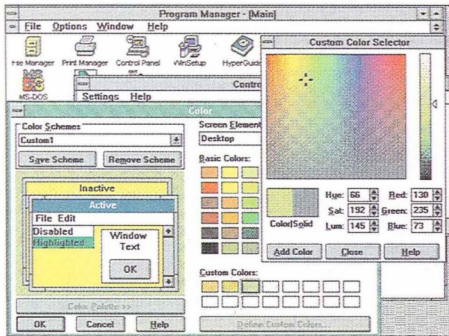 Program Manager - [Main]
File Options Window Help
File Manager Print Manager Control Panel WinSetup HyperGuide
MS-DOS
Settings Help
Color
Color Schemes
Custom1
Save Scheme Remove Scheme
Inactive
Active
File Edit
Disabled
Highlighted
Window
Text
OK
Color Palette >>
OK Cancel Help
Screen Element
Desktop
Basic Colors:
Custom Colors:
Define Custom Colors...
Custom Color Selector
Color|Solid
Hue: 66 Red: 130
Sat: 192 Green: 235
Lum: 145 Blue: 73
Add Color Close Help